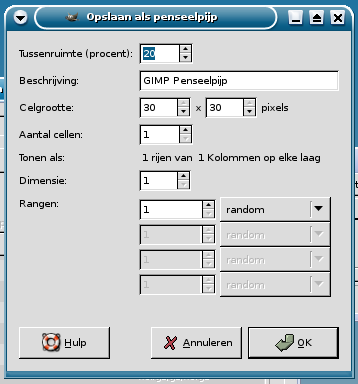 Opslaan als penseelpijp
Tussenruimte (procent): 20
Beschrijving: GIMP Penseelpijp
Celgrootte: 30 x 30 pixels
Aantal cellen: 1
Tonen als: 1 rijen van 1 Kolommen op elke laag
Dimensie: 1
Rangen: 1 random
1 random
1 random
1 random
Hulp Annuleren OK